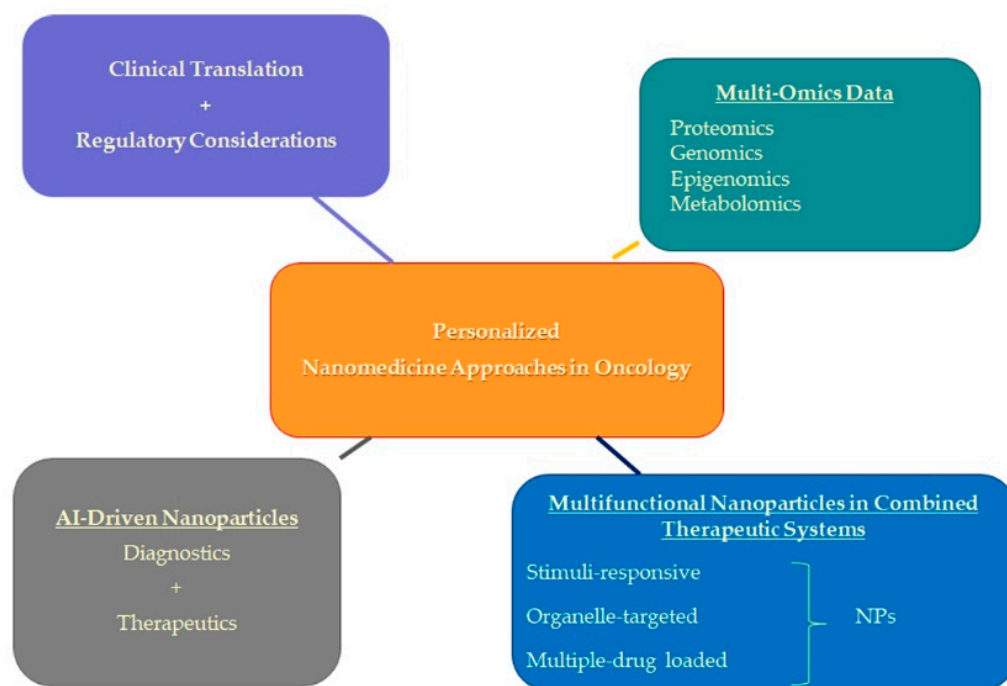 Clinical Translation
+
Regulatory Considerations
Multi-Omics Data
Proteomics
Genomics
Epigenomics
Metabolomics
Personalized
Nanomedicine Approaches in Oncology
AI-Driven Nanoparticles
Diagnostics
+
Therapeutics
Multifunctional Nanoparticles in Combined
Therapeutic Systems
Stimuli-responsive
Organelle-targeted
Multiple-drug loaded
NPs